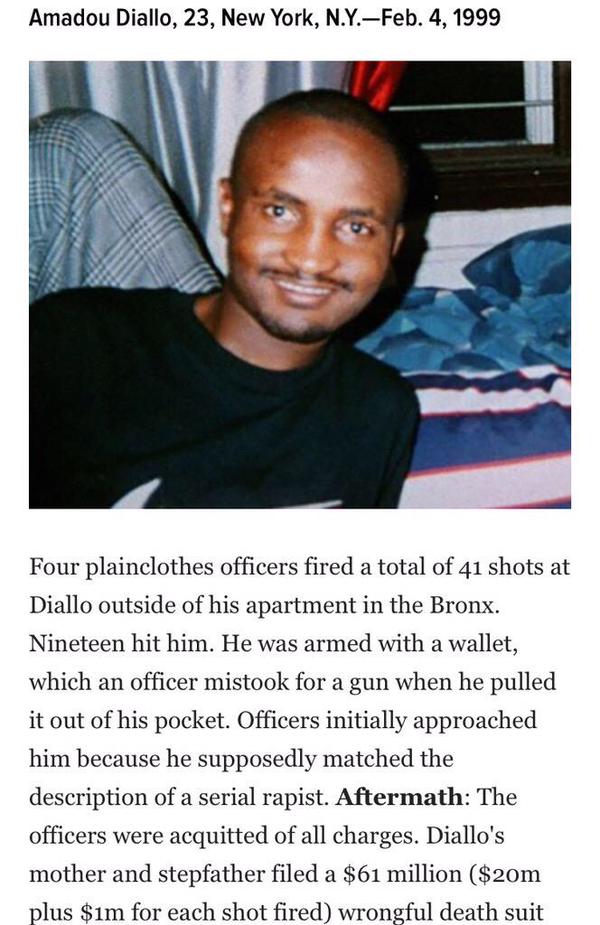 Amadou Diallo, 23, New York, N.Y.—Feb. 4, 1999
Four plainclothes officers fired a total of 41 shots at
Diallo outside of his apartment in the Bronx.
Nineteen hit him. He was armed with a wallet,
which an officer mistook for a gun when he pulled
it out of his pocket. Officers initially approached
him because he supposedly matched the
description of a serial rapist. Aftermath: The
officers were acquitted of all charges. Diallo's
mother and stepfather filed a $61 million ($20m
plus $1m for each shot fired) wrongful death suit